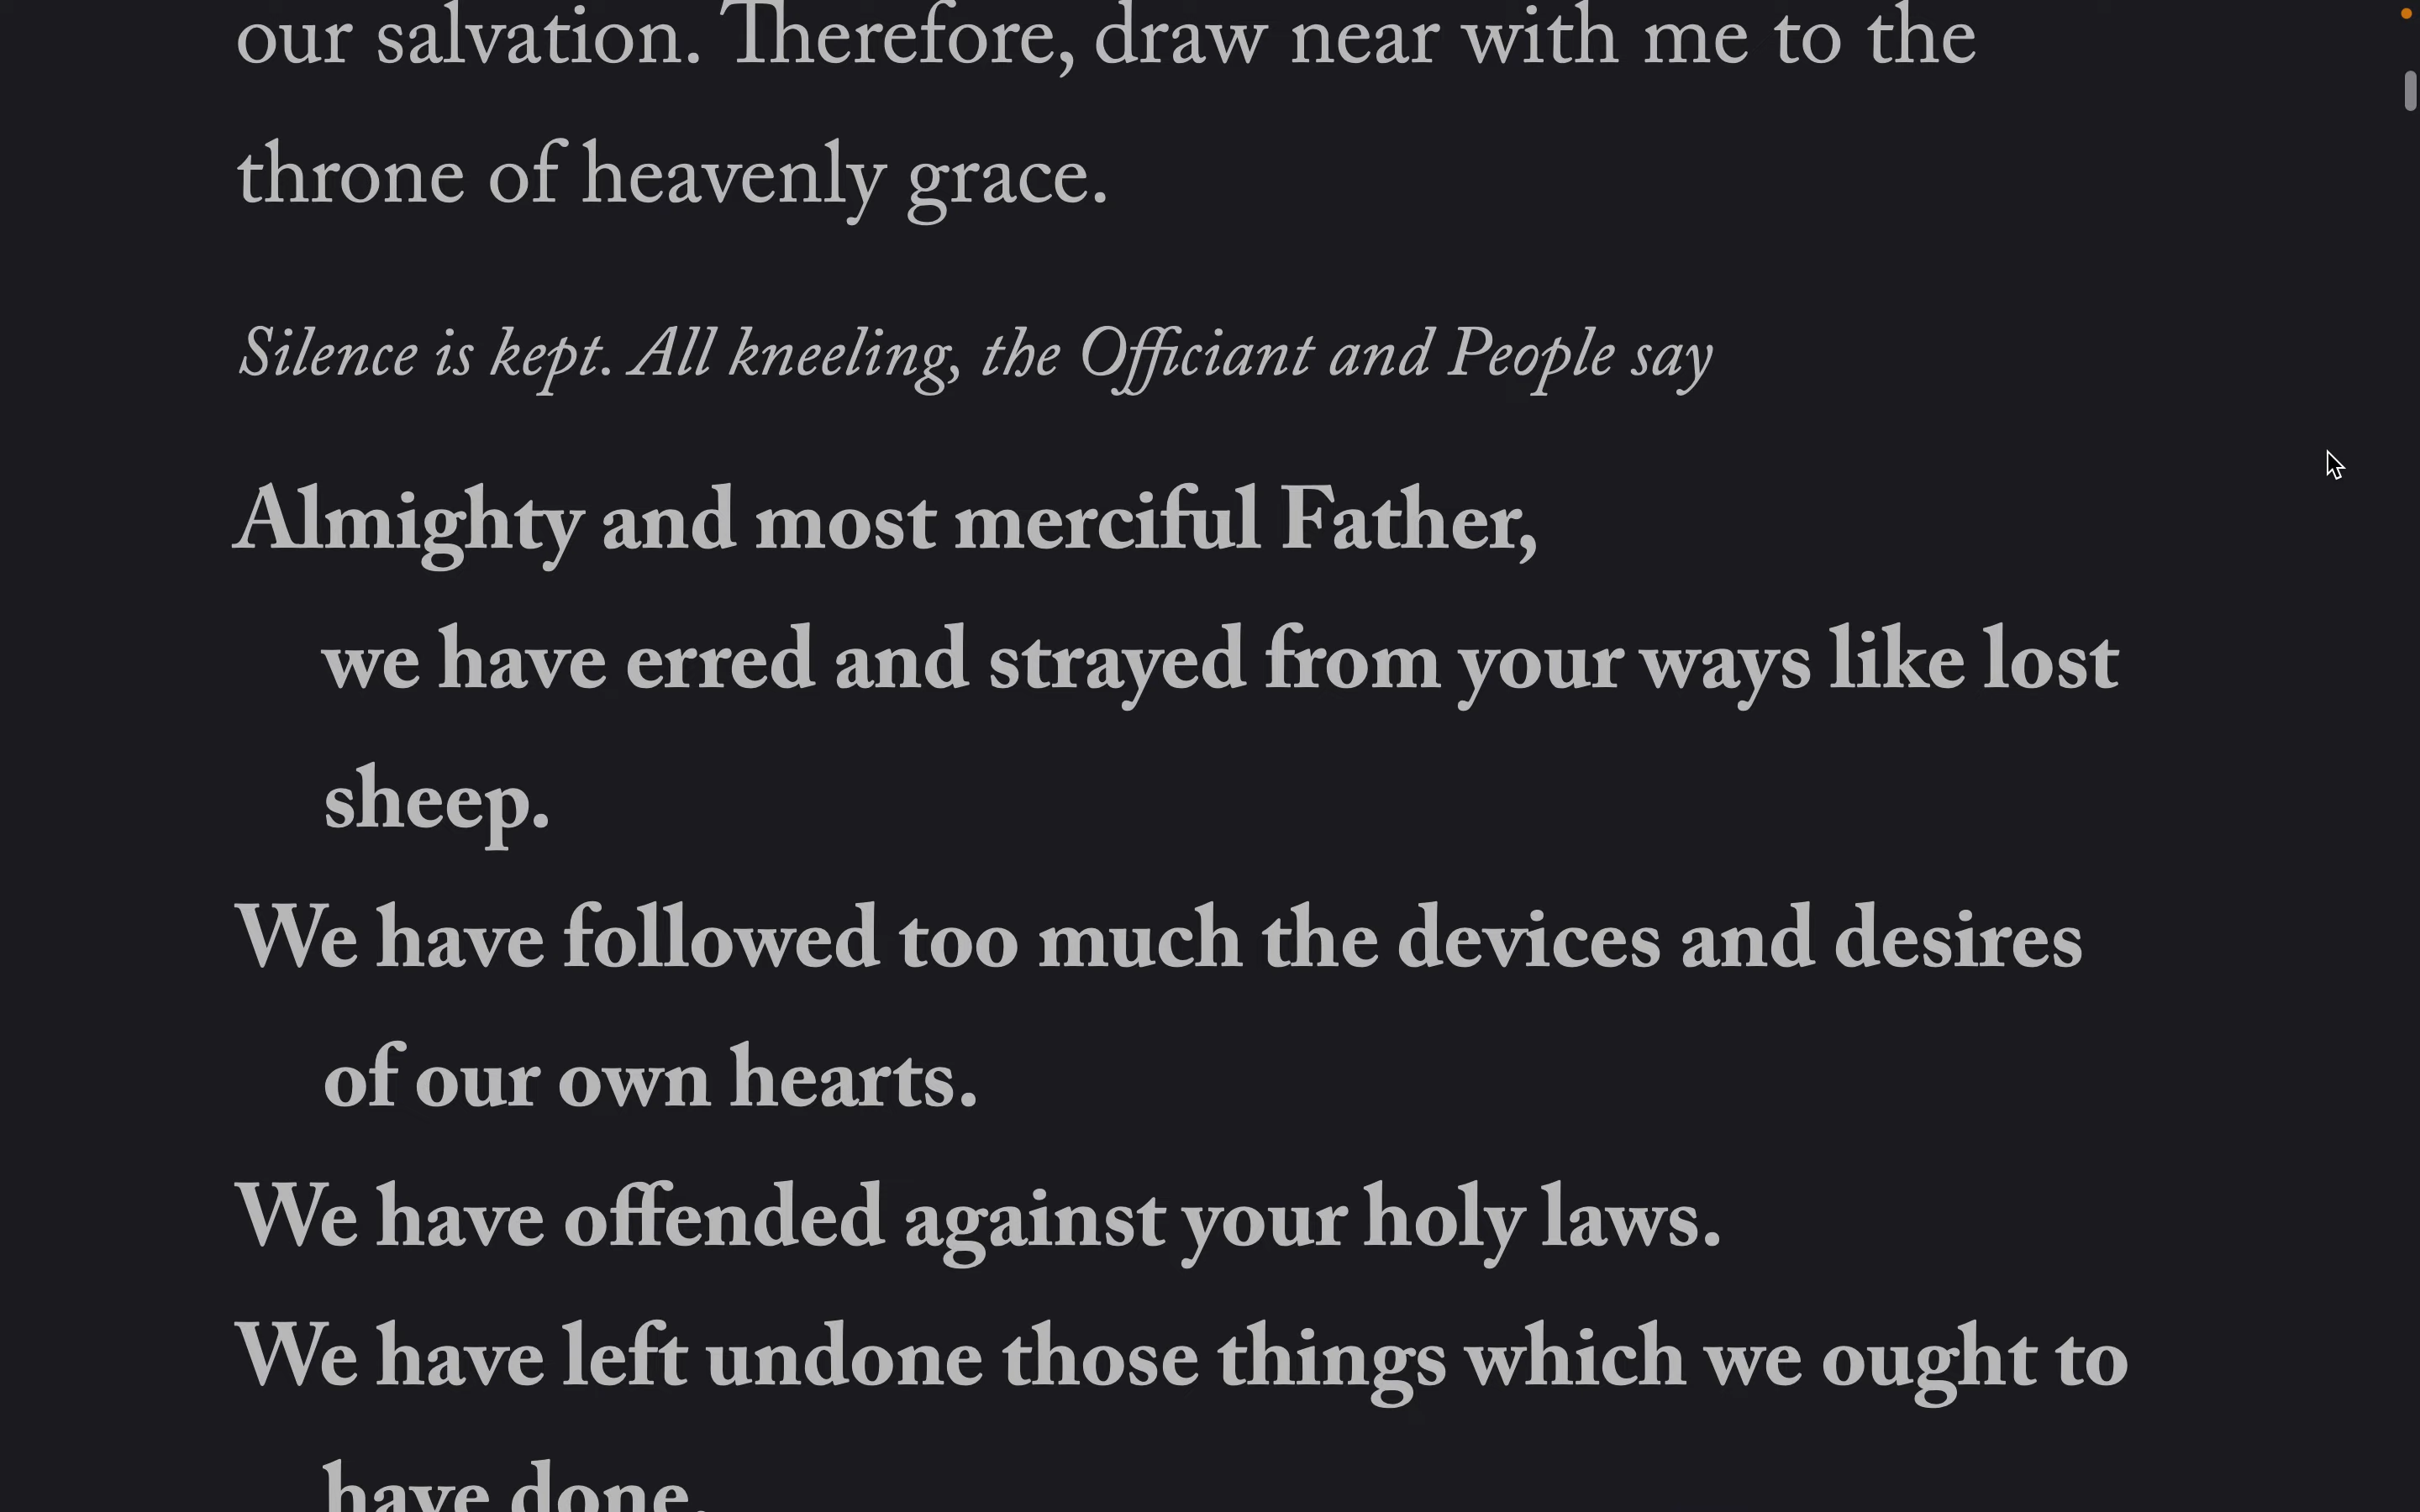 our salvation. Therefore, draw near with me to the
throne of heavenly grace.
Silence is kept. All kneeling, the Officiant and People say
Almighty and most merciful Father,
we have erred and strayed from your ways like lost
sheep.
We have followed too much the devices and desires
of our own hearts.
We have offended against your holy laws.
We have left undone those things which we ought to
have done.